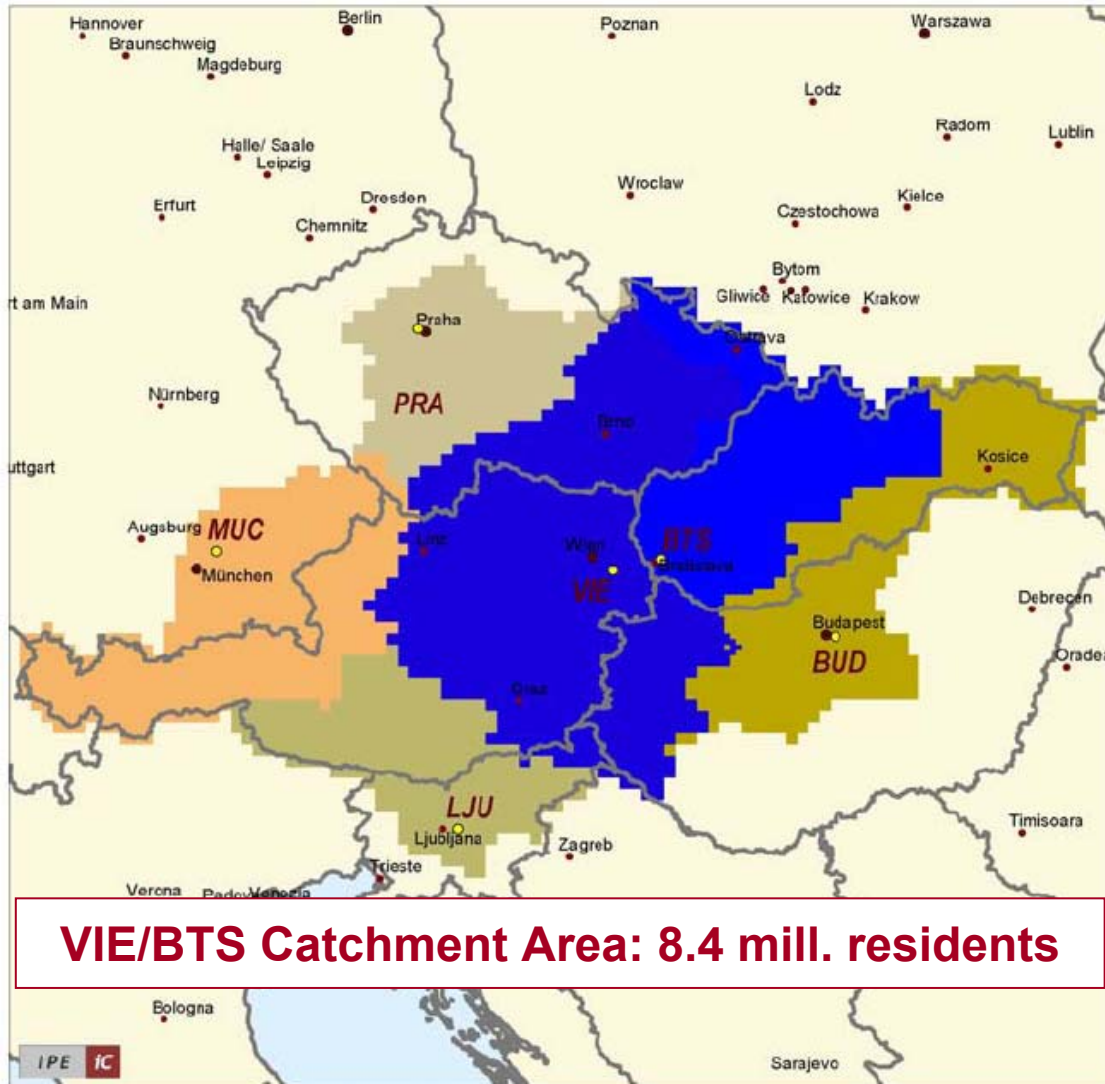 Hannover
Berlin
Poznan
Warszawa
Braunschweig
Magdeburg
Lodz
Radom
Lublin
Halle/ Saale
Leipzig
Wroclaw
Kielce
Erfurt
Dresden
Czestochowa
Chemnitz
Bytom
rt am Main
Gliwice
Katowice
Krakow
Praha
Ostrava
Nürnberg
PRA
Brno
uttgart
Kosice
Augsburg
MUC
Linz
Wien
BTS
Bratislava
München
VIE
Debrecen
Budapest
BUD
Oradea
Graz
LJU
Ljubljana
Zagreb
Timisoara
Trieste
Verona
Padov
Venezia
VIE/BTS Catchment Area: 8.4 mill. residents
Bologna
IPE iC
Sarajevo